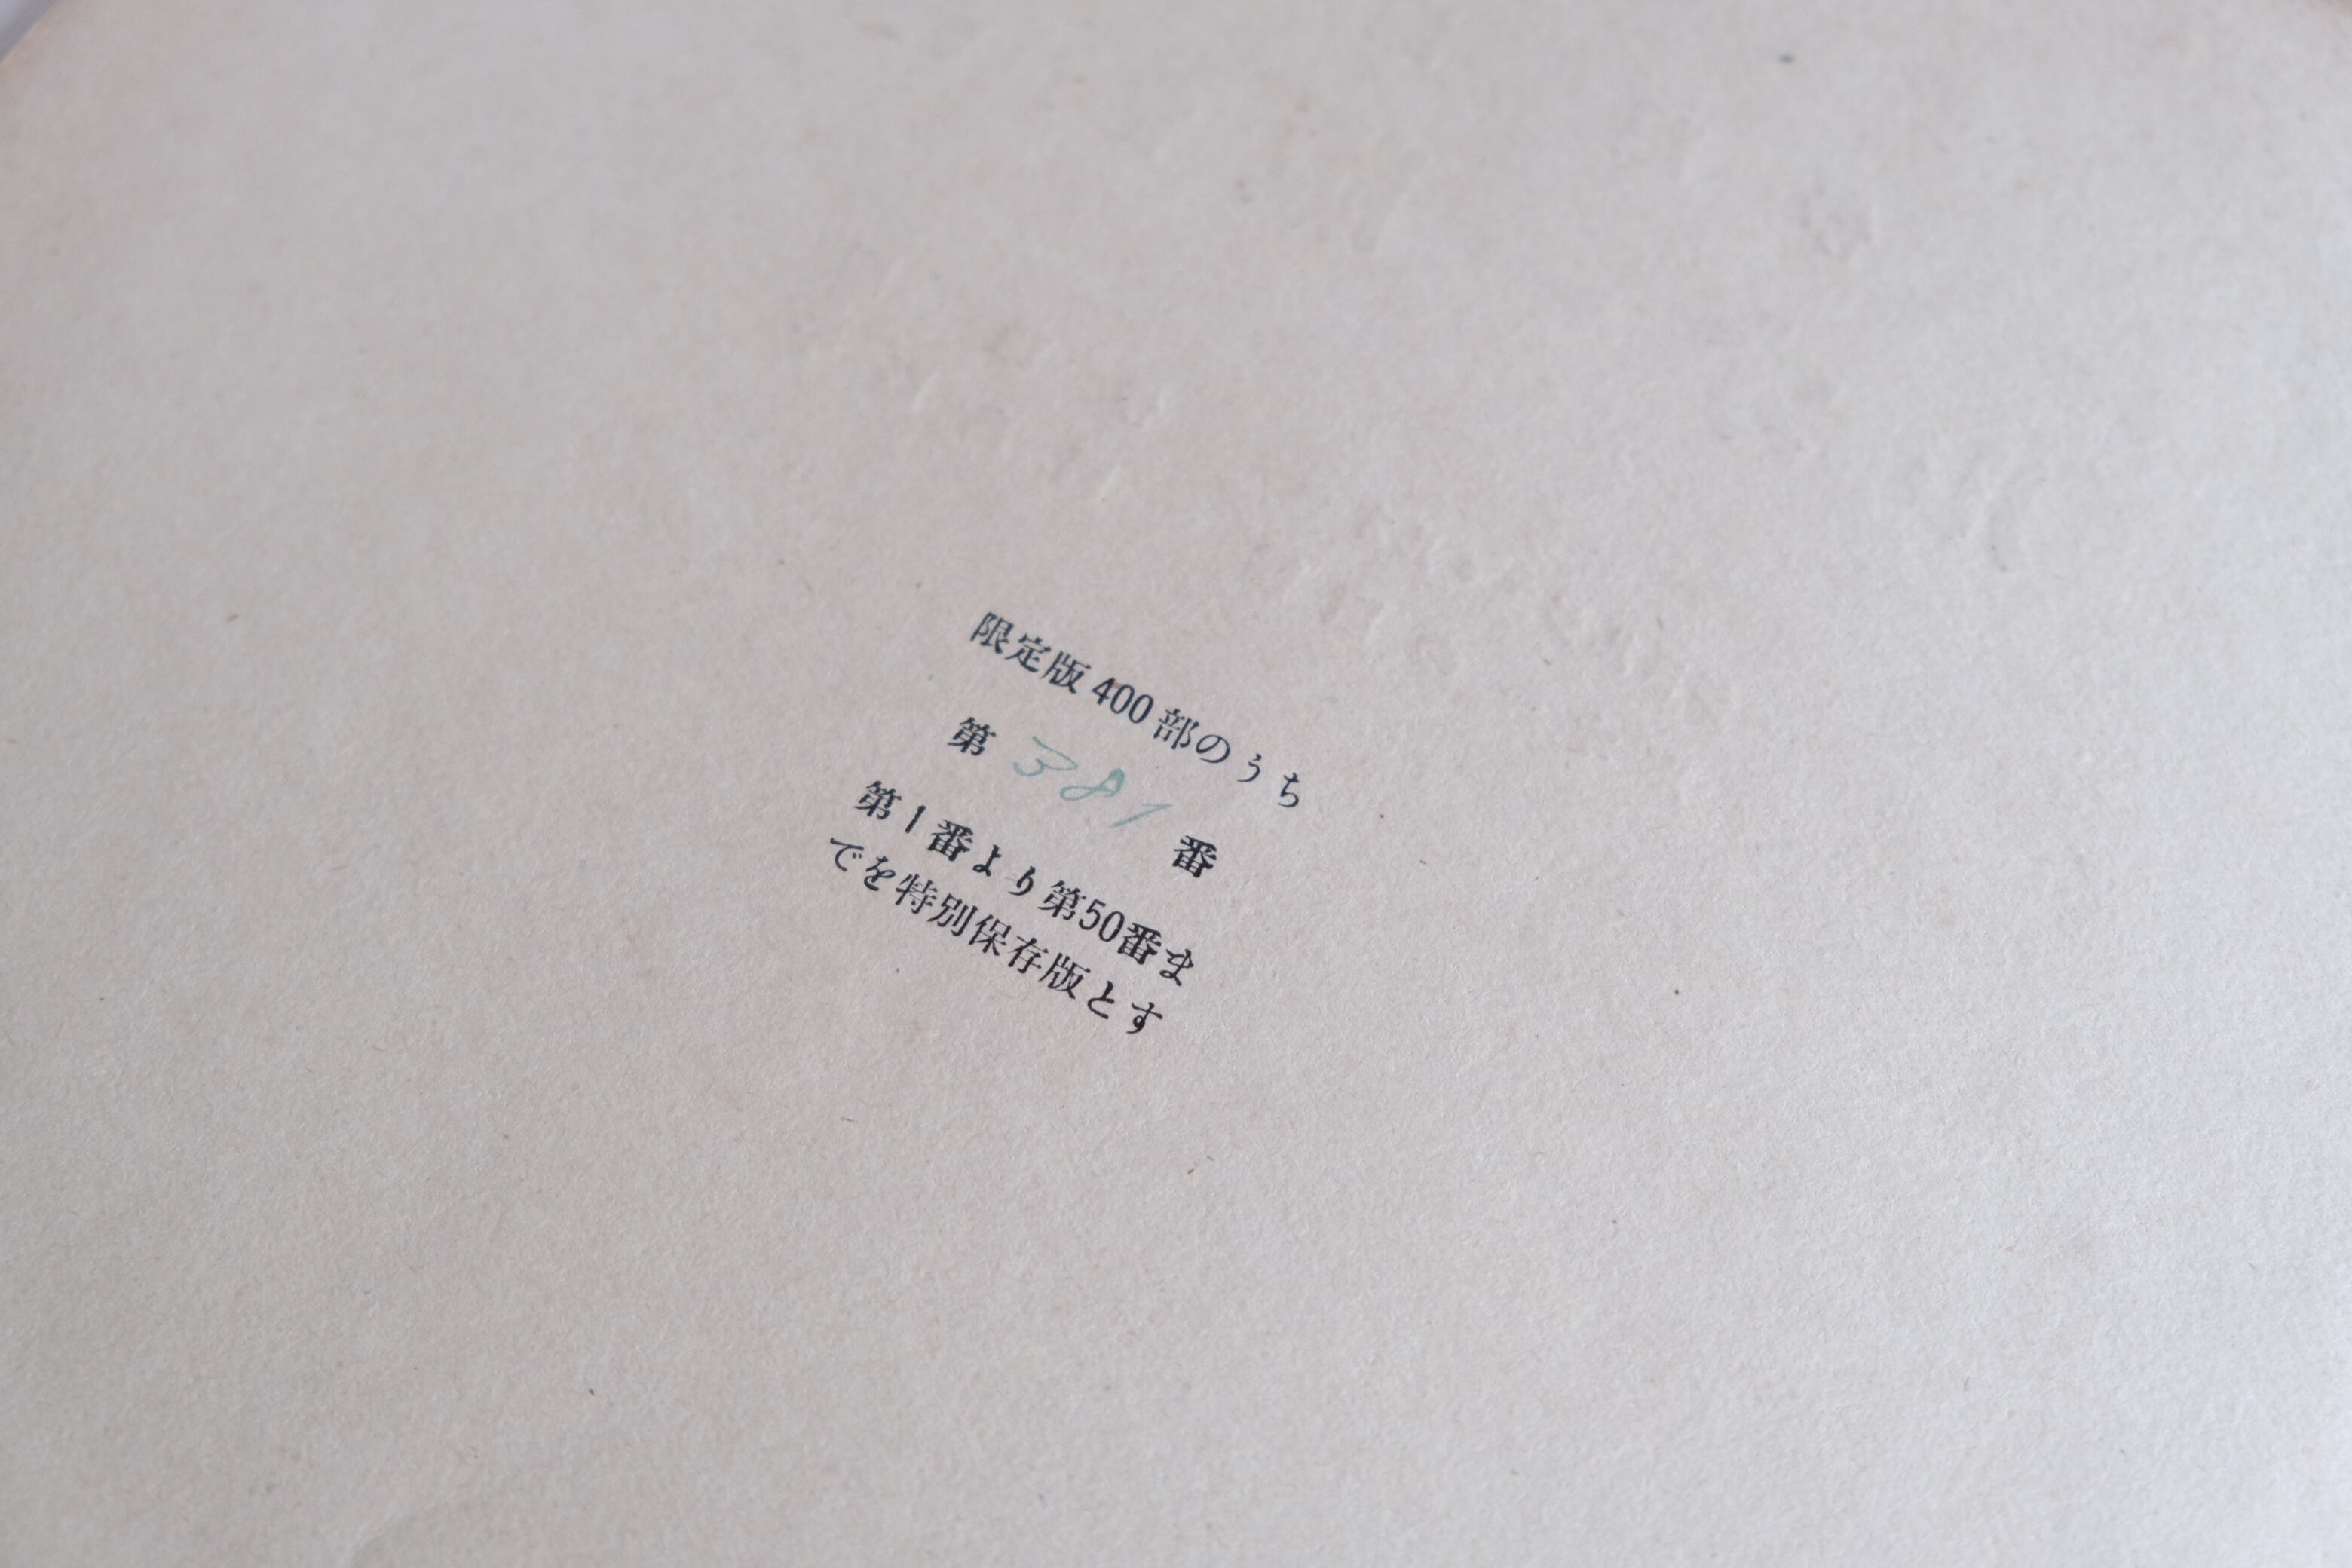 限定版400部のうち
第 381 番
第1番より第50番ま
でを特別保存版とす